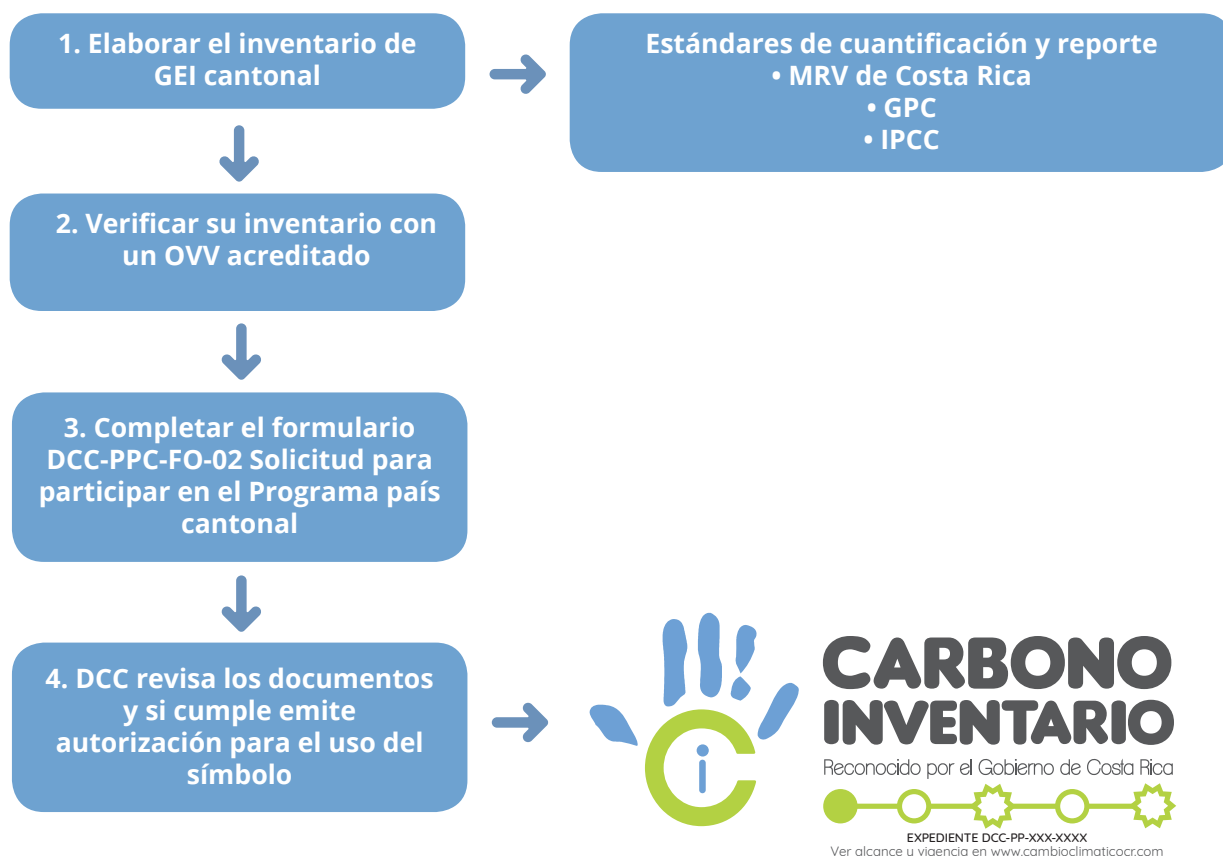 1. Elaborar el inventario de
GEI cantonal
Estándares de cuantificación y reporte
• MRV de Costa Rica
• GPC
• IPCC
2. Verificar su inventario con
un OVV acreditado
3. Completar el formulario
DCC-PPC-FO-02 Solicitud para
participar en el Programa país
cantonal
4. DCC revisa los documentos
y si cumple emite
autorización para el uso del
símbolo
Ci
CARBONO
INVENTARIO
Reconocido por el Gobierno de Costa Rica
EXPEDIENTE DCC-PP-XXX-XXXX
Ver alcance y vigencia en www.cambioclimaticocr.com